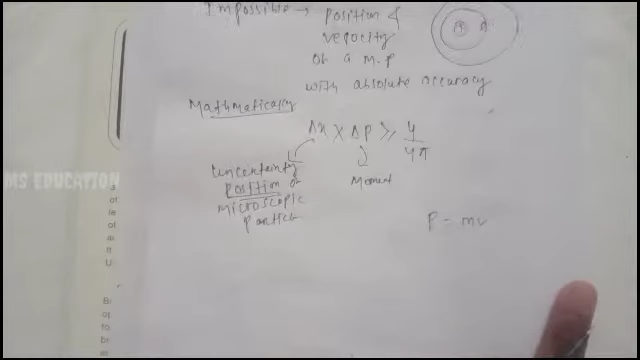 Impossible → position &
velocity
of a m.p
with absolute accuracy
Mathmatically
Δx × Δp ≥ h/4π
Uncertainty
position of
microscopic
particle
Moment
P - mv
MS EDUCATION